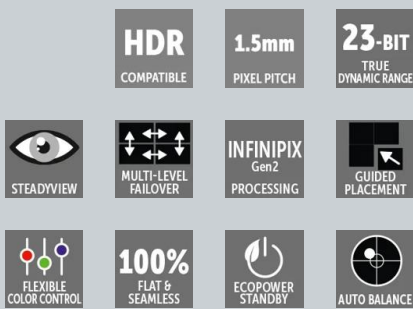 HDR
COMPATIBLE
1.5mm
PIXEL PITCH
23-BIT
TRUE
DYNAMIC RANGE
STEADYVIEW
MULTI-LEVEL
FAILOVER
INFINIPIX
Gen2
PROCESSING
GUIDED
PLACEMENT
FLEXIBLE
COLOR CONTROL
100%
FLAT &
SEAMLESS
ECOPOWER
STANDBY
AUTO BALANCE